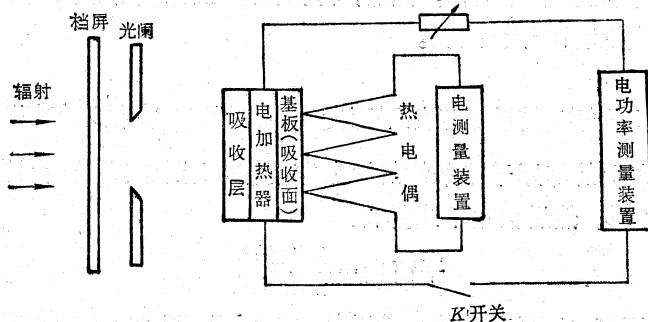 档屏
光阑
辐射
吸收层
电加热器
基板(吸收面)
热电偶
电测量装置
电功率测量装置
K开关